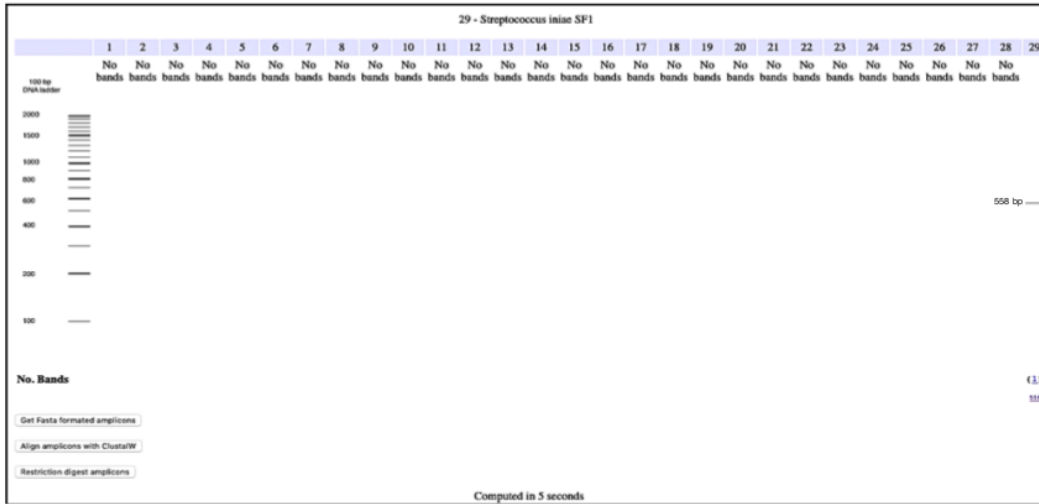 29 - Streptococcus iniae SF1
1 2 3 4 5 6 7 8 9 10 11 12 13 14 15 16 17 18 19 20 21 22 23 24 25 26 27 28 29
No No No No No No No No No No No No No No No No No No No No No No No No No No No No
bands bands bands bands bands bands bands bands bands bands bands bands bands bands bands bands bands bands bands bands bands bands bands bands bands bands bands bands
100 bp
DNA ladder
2000
1500
1000
800
600
558 bp
400
200
100
No. Bands
Get Fasta formated amplicons
Align amplicons with ClustalW
Restriction digest amplicons
Computed in 5 seconds